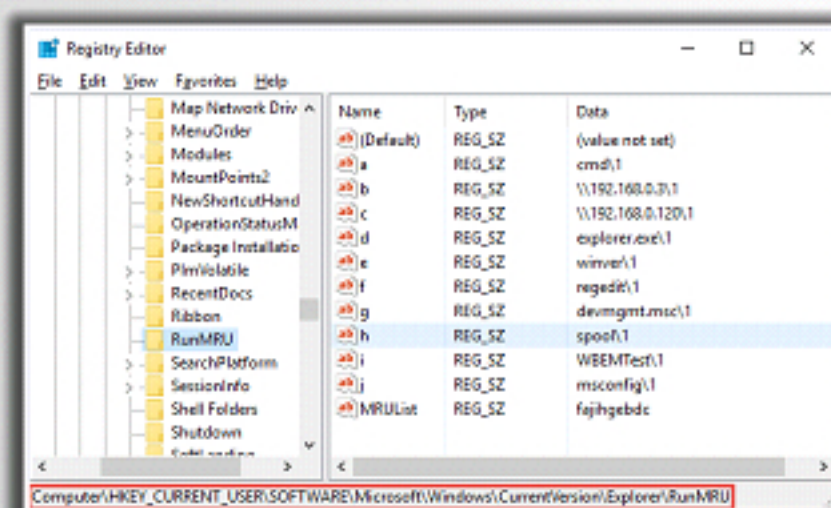 Registry Editor
File Edit View Favorites Help
Map Network Driv
MenuOrder
Modules
MountPoints2
NewShortcutHand
OperationStatusM
Package Installatio
PlmVolatile
RecentDocs
Ribbon
RunMRU
SearchPlatform
SessionInfo
Shell Folders
Shutdown
Name Type Data
(Default) REG_SZ (value not set)
a REG_SZ cmd\1
b REG_SZ \\192.168.0.3\1
c REG_SZ \\192.168.0.120\1
d REG_SZ explorer.exe\1
e REG_SZ winver\1
f REG_SZ regedit\1
g REG_SZ devmgmt.msc\1
h REG_SZ spool\1
i REG_SZ WBEMTest\1
j REG_SZ msconfig\1
MRUList REG_SZ fajihgebdc
Computer\HKEY_CURRENT_USER\SOFTWARE\Microsoft\Windows\CurrentVersion\Explorer\RunMRU